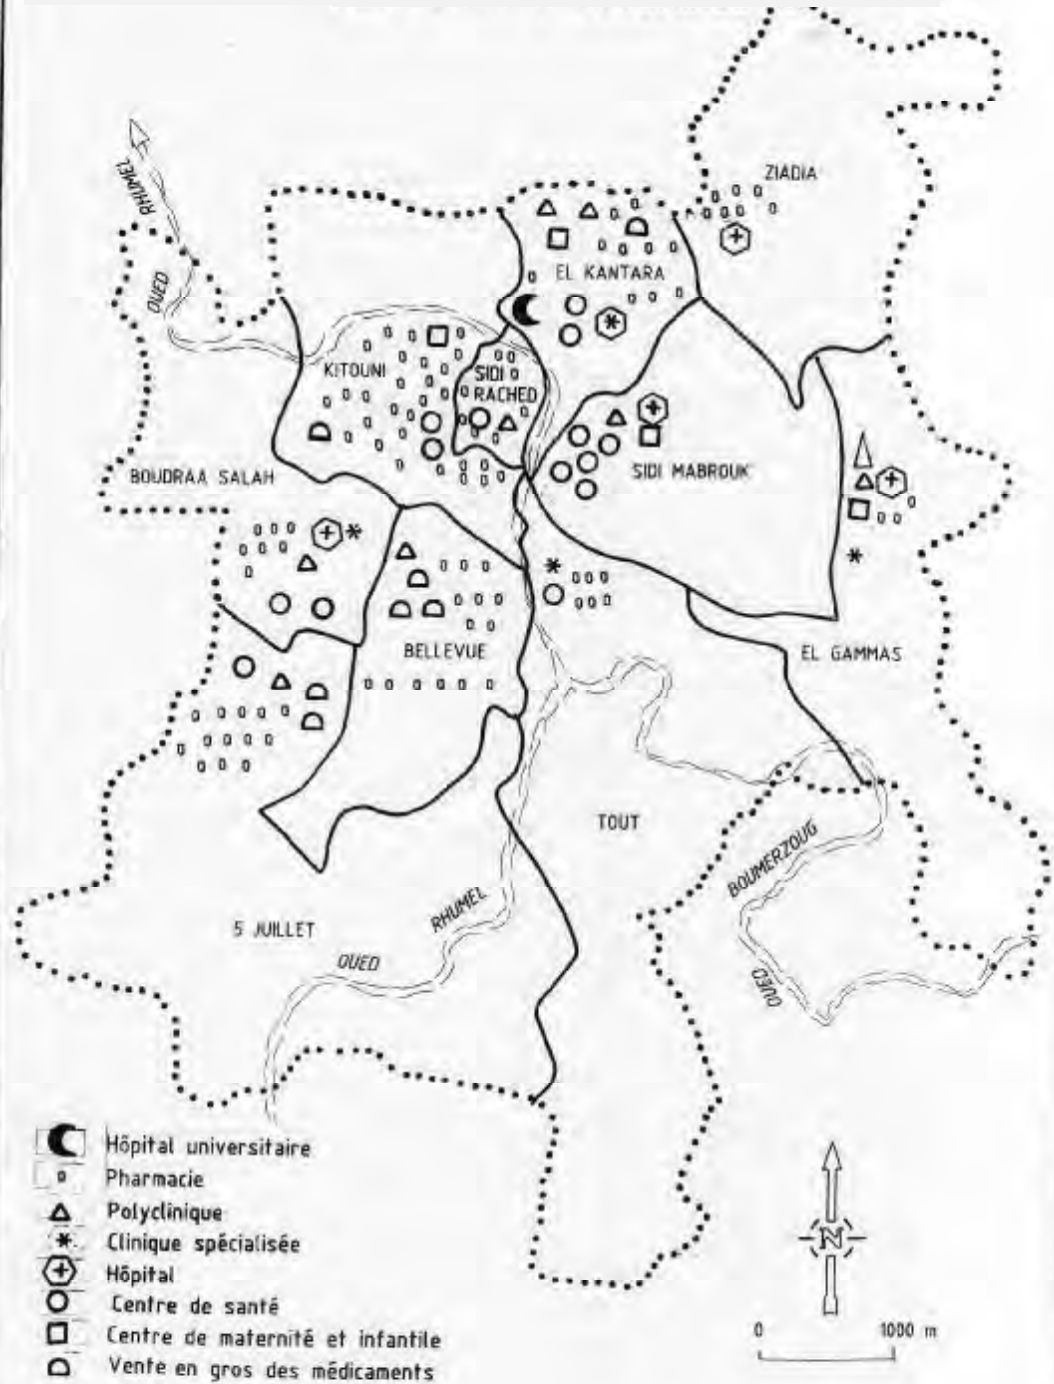 ZIADIA
RHUMEL
OUED
EL KANTARA
KITOUNI
SIDI
RACHED
BOUDRAA SALAH
SIDI MABROUK
BELLEVUE
EL GAMMAS
TOUT
BOUMERZOUG
RHUMEL
5 JUILLET
OUED
OUED
Hôpital universitaire
Pharmacie
Polyclinique
Clinique spécialisée
Hôpital
Centre de santé
Centre de maternité et infantile
Vente en gros des médicaments
N
0 1000 m